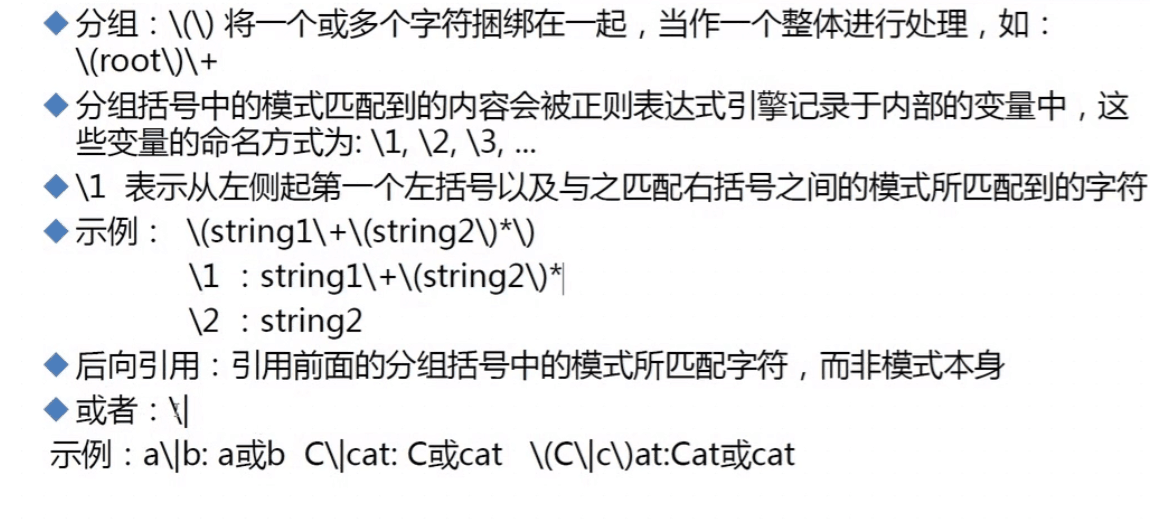 ◆分组：\(\) 将一个或多个字符捆绑在一起，当作一个整体进行处理，如：
\(root\)\+
◆分组括号中的模式匹配到的内容会被正则表达式引擎记录于内部的变量中，这
些变量的命名方式为: \1, \2, \3, ...
◆\1 表示从左侧起第一个左括号以及与之匹配右括号之间的模式所匹配到的字符
◆示例： \(string1\+\(string2\)*\)
\1 ：string1\+\(string2\)*
\2 ：string2
◆后向引用：引用前面的分组括号中的模式所匹配字符，而非模式本身
◆或者：\|
示例：a\|b: a或b C\|cat: C或cat \(C\|c\)at:Cat或cat